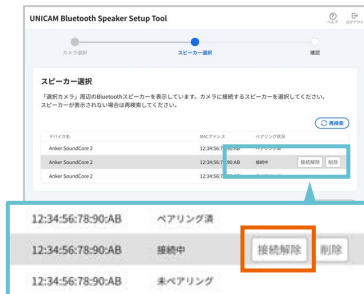 UNICAM Bluetooth Speaker Setup Tool
ヘルプ ログアウト
カメラ選択 スピーカー選択 確認
スピーカー選択
「選択カメラ」周辺のBluetoothスピーカーを表示しています。カメラに接続するスピーカーを選択してください。
スピーカーが表示されない場合は再検索してください。
再検索
デバイス名 MACアドレス ペアリング状況
Anker SoundCore 2 12:34:56:78:90:AB ペアリング済
Anker SoundCore 2 12:34:56:78:90:AB 接続中 接続解除 削除
Anker SoundCore 2 12:34:56:78:90:AB
12:34:56:78:90:AB ペアリング済
12:34:56:78:90:AB 接続中 接続解除 削除
12:34:56:78:90:AB 未ペアリング